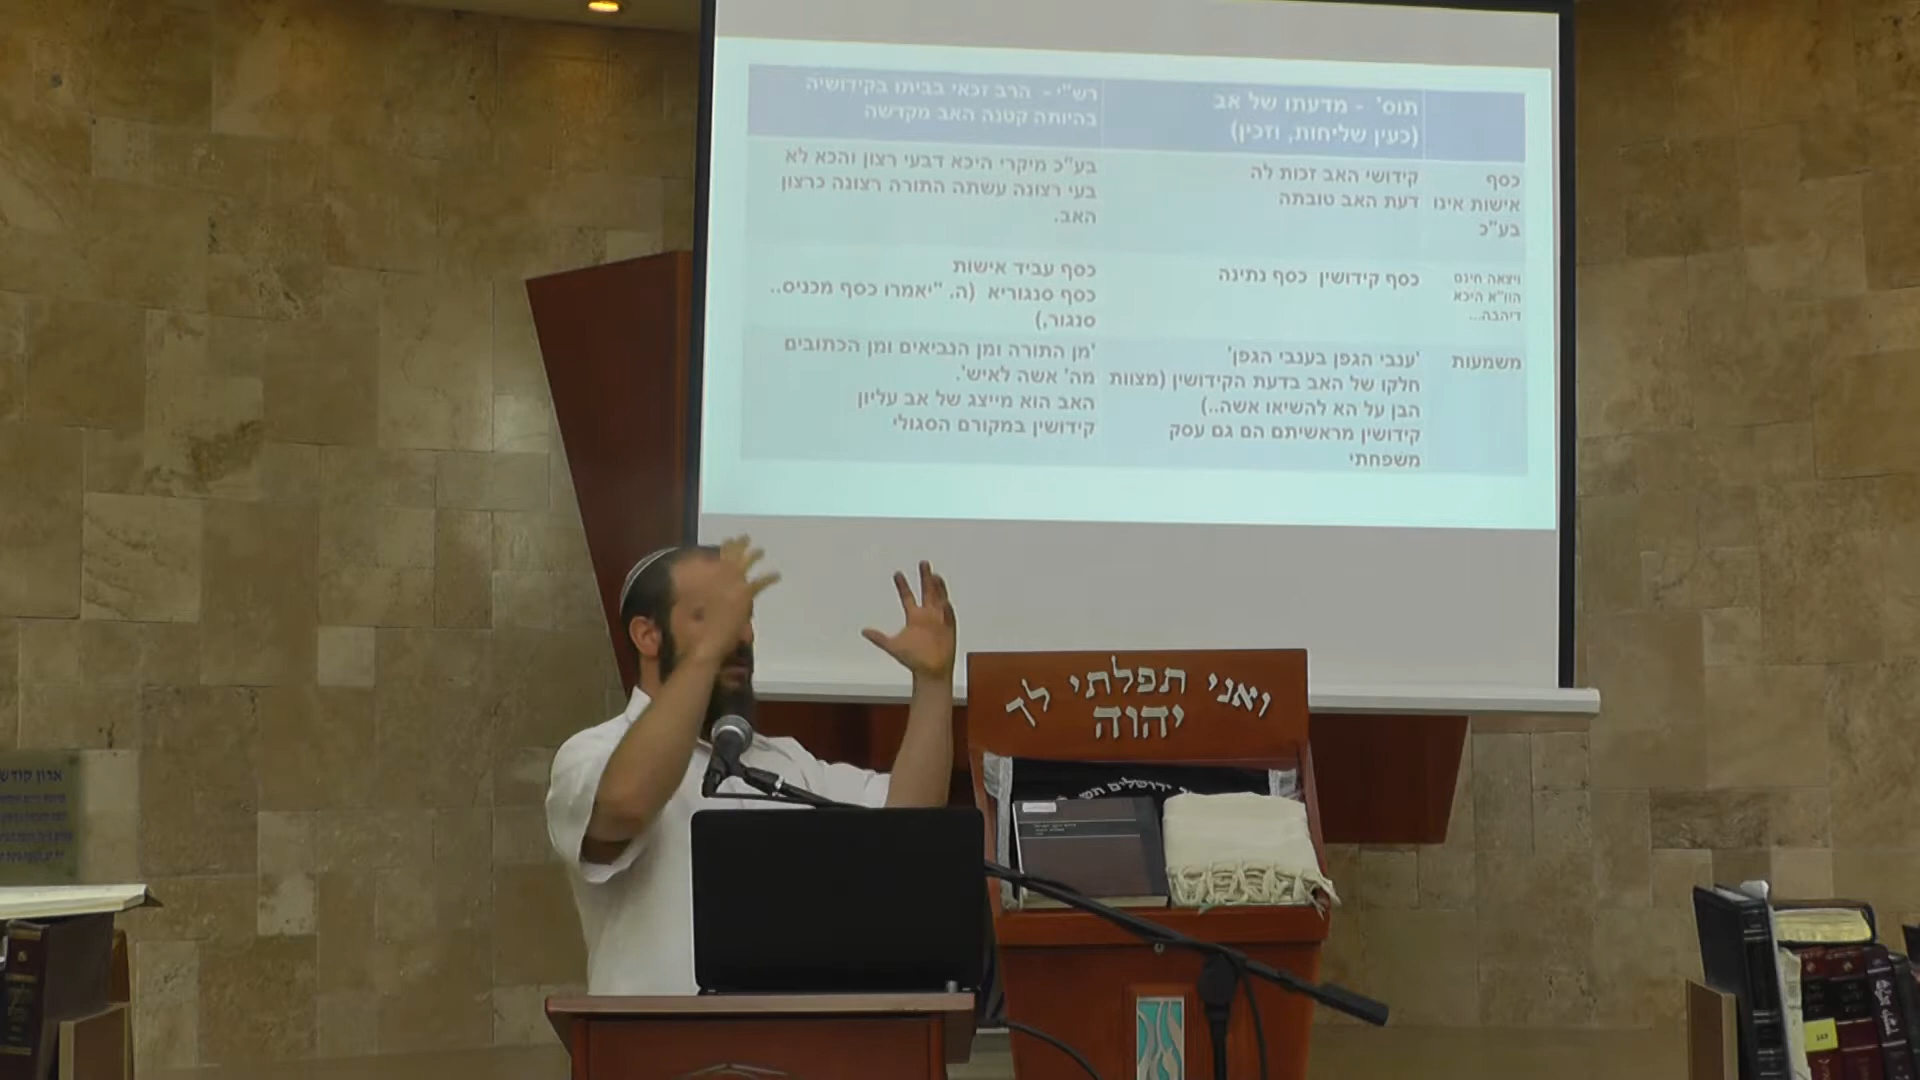 תוס' - מדעתו של אב
(כעין שליחות, וזכין)
רש"י - הרב זכאי בביתו בקידושיה
בהיותה קטנה האב מקדשה
כסף
אישות אינו
בע"כ
קידושי האב זכות לה
דעת האב טובתה
בע"כ מיקרי היכא דבעי רצון והכא לא
בעי רצונה עשתה התורה רצונה כרצון
האב.
ויצאה חינם
הוו"א היכא
דיהבה...
כסף קידושין כסף נתינה
כסף עביד אישות
כסף סנגוריא (ה. "יאמרו כסף מכניס..
סנגור.)
משמעות
'ענבי הגפן בענבי הגפן'
חלקו של האב בדעת הקידושין (מצוות
הבן על הא להשיאו אשה..)
קידושין מראשיתם הם גם עסק
משפחתי
'מן התורה ומן הנביאים ומן הכתובים
מה' אשה לאיש'.
האב הוא מייצג של אב עליון
קידושין במקורם הסגולי
ואני תפלתי לך
יהוה
ירושלים
ארון קודש